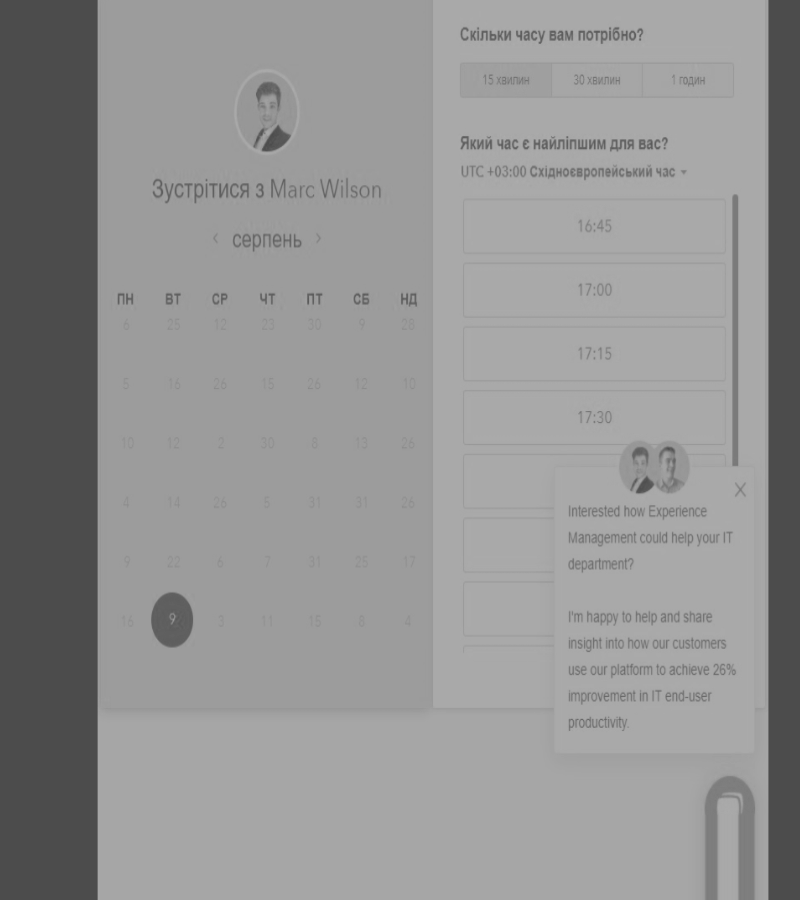 Зустрітися з Marc Wilson
серпень
ПН ВТ СР ЧТ ПТ СБ НД
6 25 12 23 30 9 28
5 16 26 15 26 12 10
10 12 2 30 8 13 26
4 14 26 5 31 31 26
9 22 6 7 31 25 17
16 9 3 11 15 8 4
Скільки часу вам потрібно?
15 хвилин 30 хвилин 1 годин
Який час є найліпшим для вас?
UTC +03:00 Східноєвропейський час
16:45
17:00
17:15
17:30
X
Interested how Experience
Management could help your IT
department?
I'm happy to help and share
insight into how our customers
use our platform to achieve 26%
improvement in IT end-user
productivity.